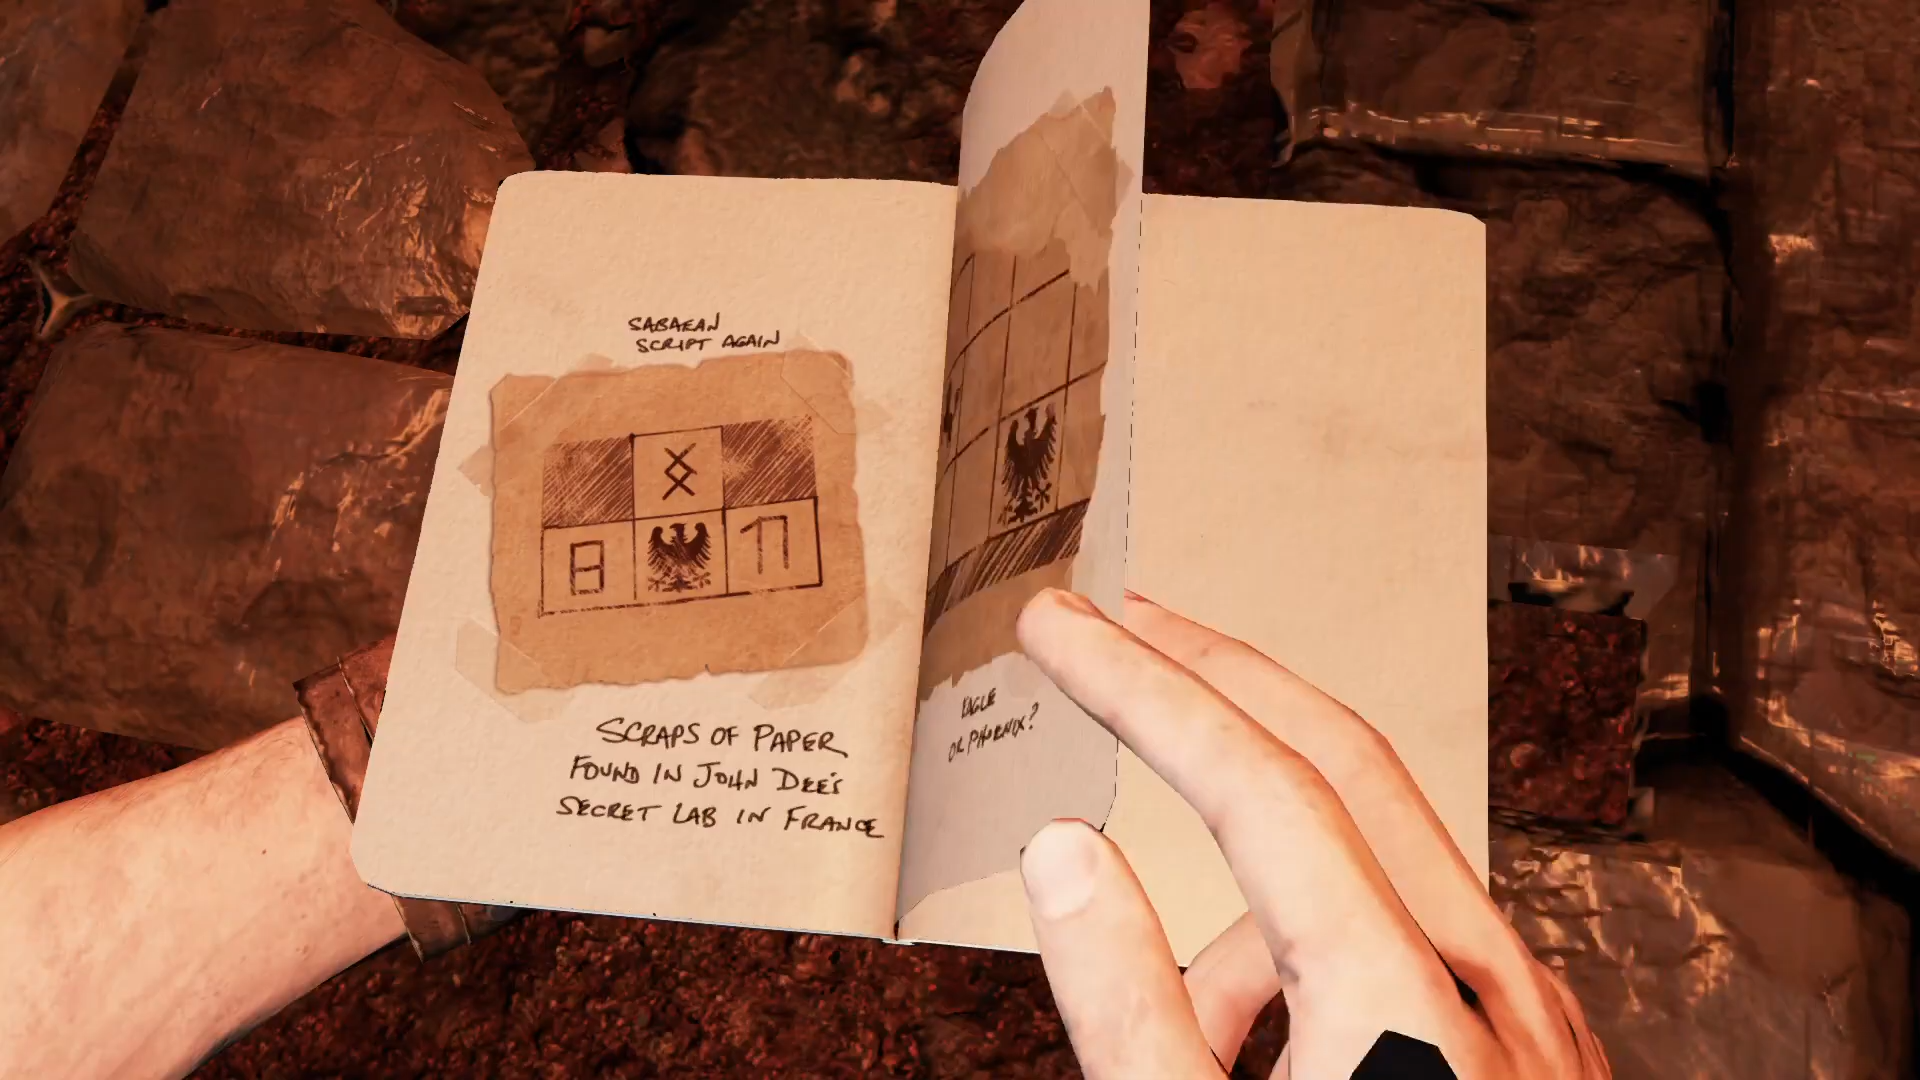 SABAEAN
SCRIPT AGAIN
𐩯
𐩨 𐩢
SCRAPS OF PAPER
FOUND IN JOHN DEE'S
SECRET LAB IN FRANCE
EAGLE
OR PHOENIX?